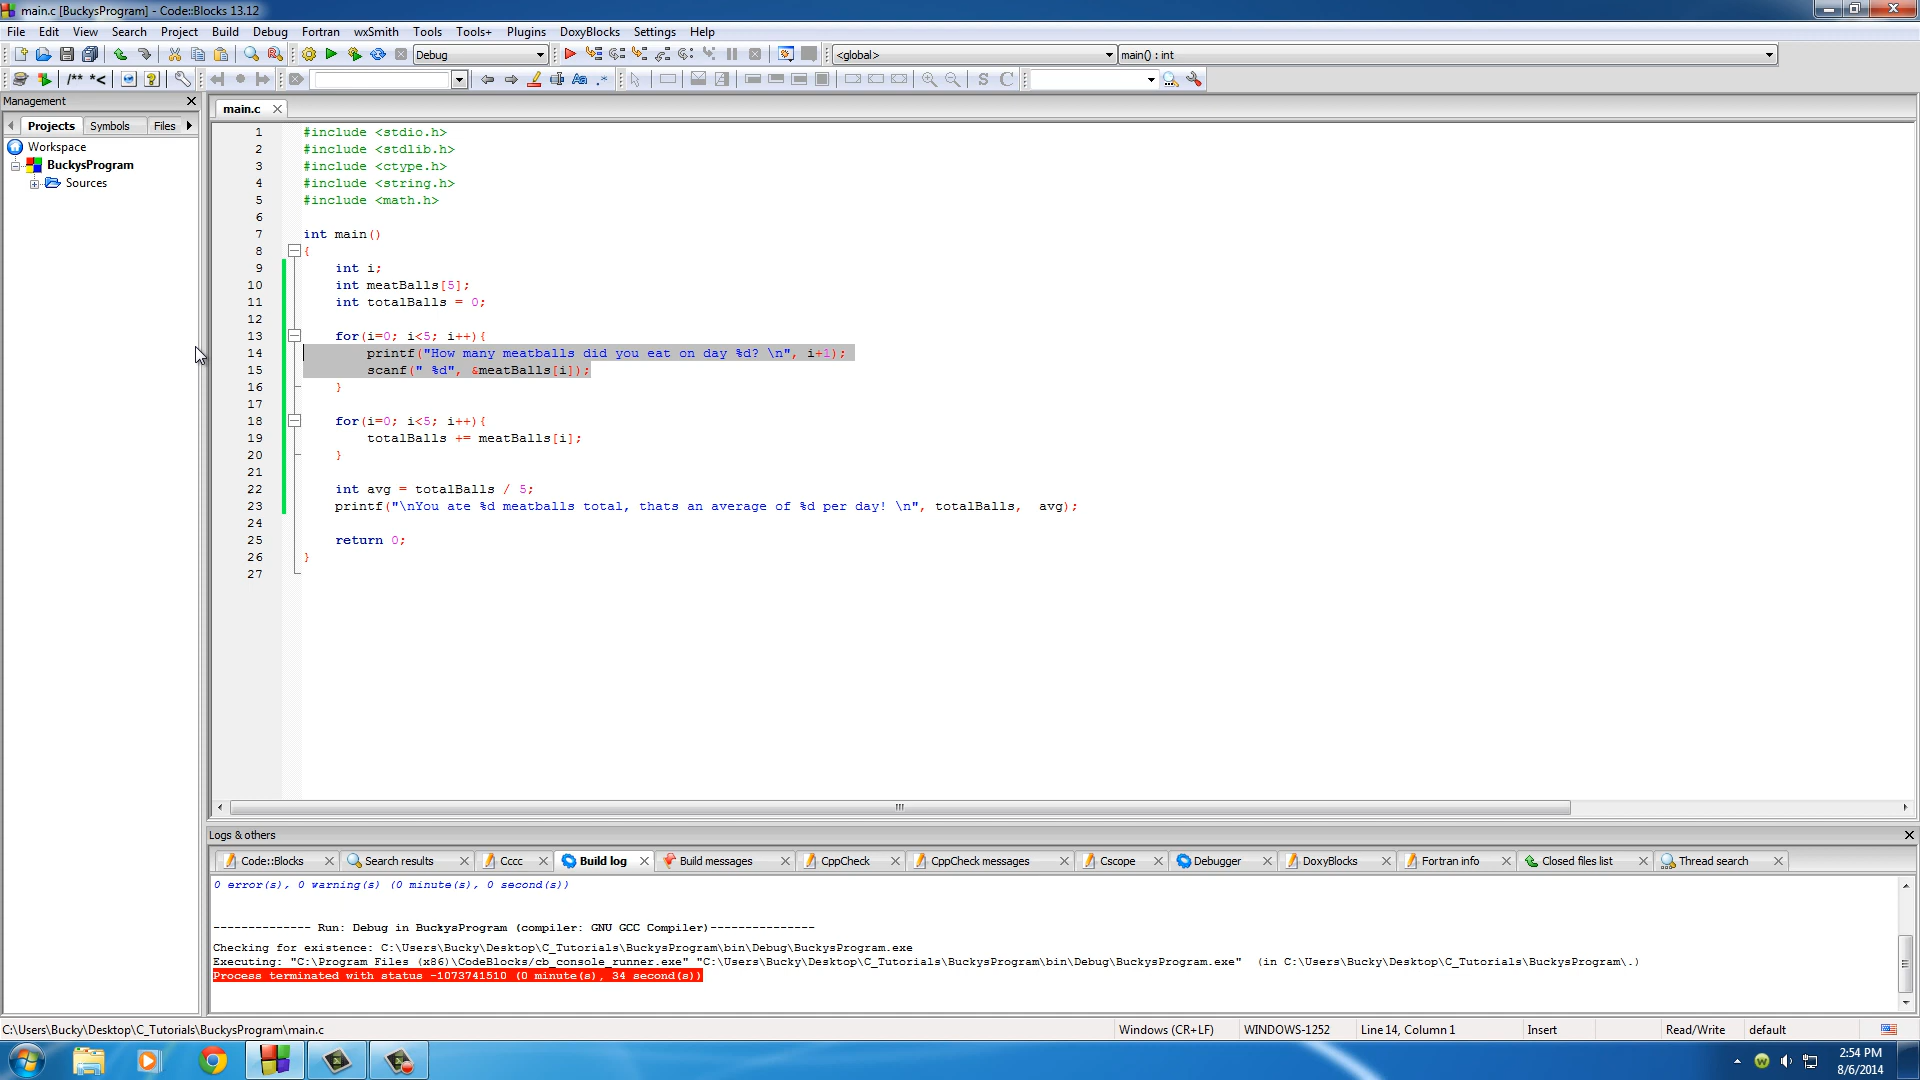 main.c [BuckysProgram] - Code::Blocks 13.12
File Edit View Search Project Build Debug Fortran wxSmith Tools Tools+ Plugins DoxyBlocks Settings Help
Debug <global> main() : int
/** *< Aa .* S C
Management
Projects Symbols Files
Workspace
BuckysProgram
Sources
main.c
1 #include <stdio.h>
2 #include <stdlib.h>
3 #include <ctype.h>
4 #include <string.h>
5 #include <math.h>
6
7 int main()
8 {
9 int i;
10 int meatBalls[5];
11 int totalBalls = 0;
12
13 for(i=0; i<5; i++){
14 printf("How many meatballs did you eat on day %d? \n", i+1);
15 scanf(" %d", &meatBalls[i]);
16 }
17
18 for(i=0; i<5; i++){
19 totalBalls += meatBalls[i];
20 }
21
22 int avg = totalBalls / 5;
23 printf("\nYou ate %d meatballs total, thats an average of %d per day! \n", totalBalls, avg);
24
25 return 0;
26 }
27
Logs & others
Code::Blocks Search results Cccc Build log Build messages CppCheck CppCheck messages Cscope Debugger DoxyBlocks Fortran info Closed files list Thread search
0 error(s), 0 warning(s) (0 minute(s), 0 second(s))
-------------- Run: Debug in BuckysProgram (compiler: GNU GCC Compiler)---------------
Checking for existence: C:\Users\Bucky\Desktop\C_Tutorials\BuckysProgram\bin\Debug\BuckysProgram.exe
Executing: "C:\Program Files (x86)\CodeBlocks/cb_console_runner.exe" "C:\Users\Bucky\Desktop\C_Tutorials\BuckysProgram\bin\Debug\BuckysProgram.exe" (in C:\Users\Bucky\Desktop\C_Tutorials\BuckysProgram\.)
Process terminated with status -1073741510 (0 minute(s), 34 second(s))
C:\Users\Bucky\Desktop\C_Tutorials\BuckysProgram\main.c Windows (CR+LF) WINDOWS-1252 Line 14, Column 1 Insert Read/Write default
2:54 PM
8/6/2014